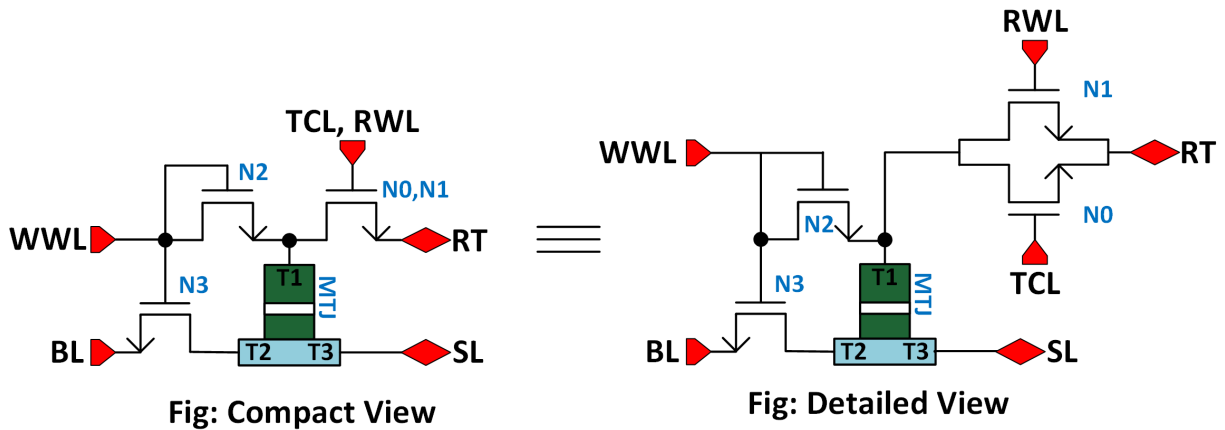 TCL, RWL
N2
N0,N1
WWL
RT
T1
MTJ
N3
BL
T2
T3
SL
Fig: Compact View
RWL
N1
WWL
RT
N2
N0
T1
MTJ
TCL
N3
BL
T2
T3
SL
Fig: Detailed View